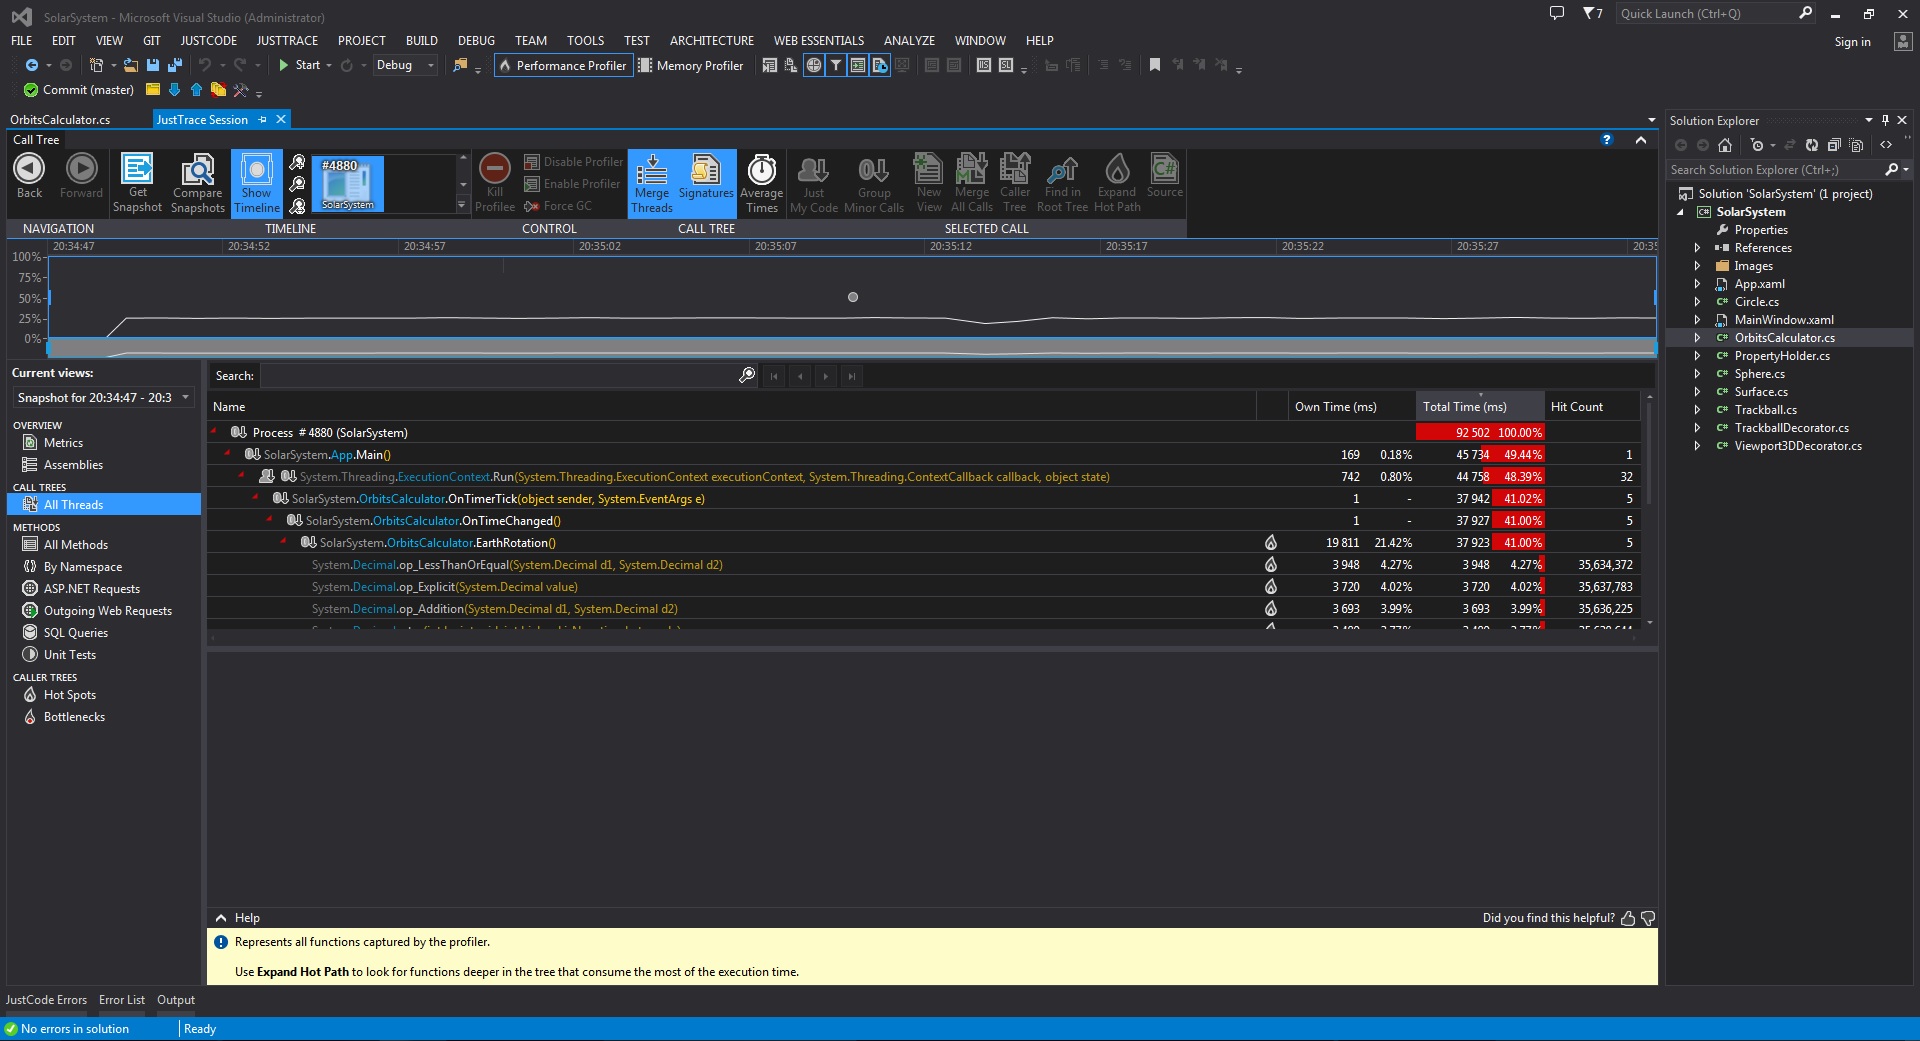 SolarSystem - Microsoft Visual Studio (Administrator)
7
Quick Launch (Ctrl+Q)
FILE EDIT VIEW GIT JUSTCODE JUSTTRACE PROJECT BUILD DEBUG TEAM TOOLS TEST ARCHITECTURE WEB ESSENTIALS ANALYZE WINDOW HELP
Sign in
Start Debug Performance Profiler Memory Profiler
Commit (master)
OrbitsCalculator.cs JustTrace Session
Call Tree
Back Forward
Get Snapshot
Compare Snapshots
Show Timeline
#4880
SolarSystem
Kill Profilee
Disable Profiler
Enable Profiler
Force GC
Merge Threads
Signatures
Average Times
Just My Code
Group Minor Calls
New View
Merge All Calls
Caller Tree
Find in Root Tree
Expand Hot Path
Source
NAVIGATION TIMELINE CONTROL CALL TREE SELECTED CALL
20:34:47 20:34:52 20:34:57 20:35:02 20:35:07 20:35:12 20:35:17 20:35:22 20:35:27
100%
75%
50%
25%
0%
Current views:
Snapshot for 20:34:47 - 20:3
OVERVIEW
Metrics
Assemblies
CALL TREES
All Threads
METHODS
All Methods
By Namespace
ASP.NET Requests
Outgoing Web Requests
SQL Queries
Unit Tests
CALLER TREES
Hot Spots
Bottlenecks
Search:
Name Own Time (ms) Total Time (ms) Hit Count
Process # 4880 (SolarSystem) 92 502 100.00%
SolarSystem.App.Main() 169 0.18% 45 734 49.44% 1
System.Threading.ExecutionContext.Run(System.Threading.ExecutionContext executionContext, System.Threading.ContextCallback callback, object state) 742 0.80% 44 758 48.39% 32
SolarSystem.OrbitsCalculator.OnTimerTick(object sender, System.EventArgs e) 1 - 37 942 41.02% 5
SolarSystem.OrbitsCalculator.OnTimeChanged() 1 - 37 927 41.00% 5
SolarSystem.OrbitsCalculator.EarthRotation() 19 811 21.42% 37 923 41.00% 5
System.Decimal.op_LessThanOrEqual(System.Decimal d1, System.Decimal d2) 3 948 4.27% 3 948 4.27% 35,634,372
System.Decimal.op_Explicit(System.Decimal value) 3 720 4.02% 3 720 4.02% 35,637,783
System.Decimal.op_Addition(System.Decimal d1, System.Decimal d2) 3 693 3.99% 3 693 3.99% 35,636,225
Help
Did you find this helpful?
Represents all functions captured by the profiler.
Use Expand Hot Path to look for functions deeper in the tree that consume the most of the execution time.
Solution Explorer
Search Solution Explorer (Ctrl+;)
Solution 'SolarSystem' (1 project)
SolarSystem
Properties
References
Images
App.xaml
Circle.cs
MainWindow.xaml
OrbitsCalculator.cs
PropertyHolder.cs
Sphere.cs
Surface.cs
Trackball.cs
TrackballDecorator.cs
Viewport3DDecorator.cs
JustCode Errors Error List Output
No errors in solution Ready